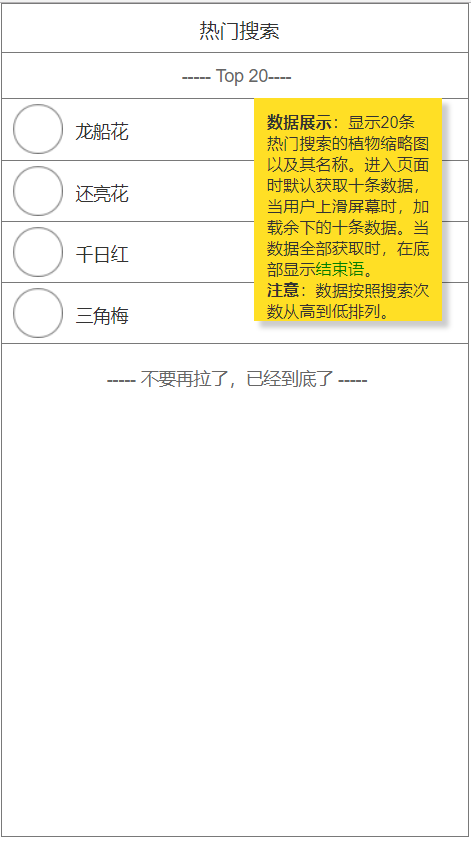 热门搜索
----- Top 20----
龙船花
还亮花
千日红
三角梅
数据展示：显示20条
热门搜索的植物缩略图
以及其名称。进入页面
时默认获取十条数据，
当用户上滑屏幕时，加
载余下的十条数据。当
数据全部获取时，在底
部显示结束语。
注意：数据按照搜索次
数从高到低排列。
----- 不要再拉了，已经到底了 -----